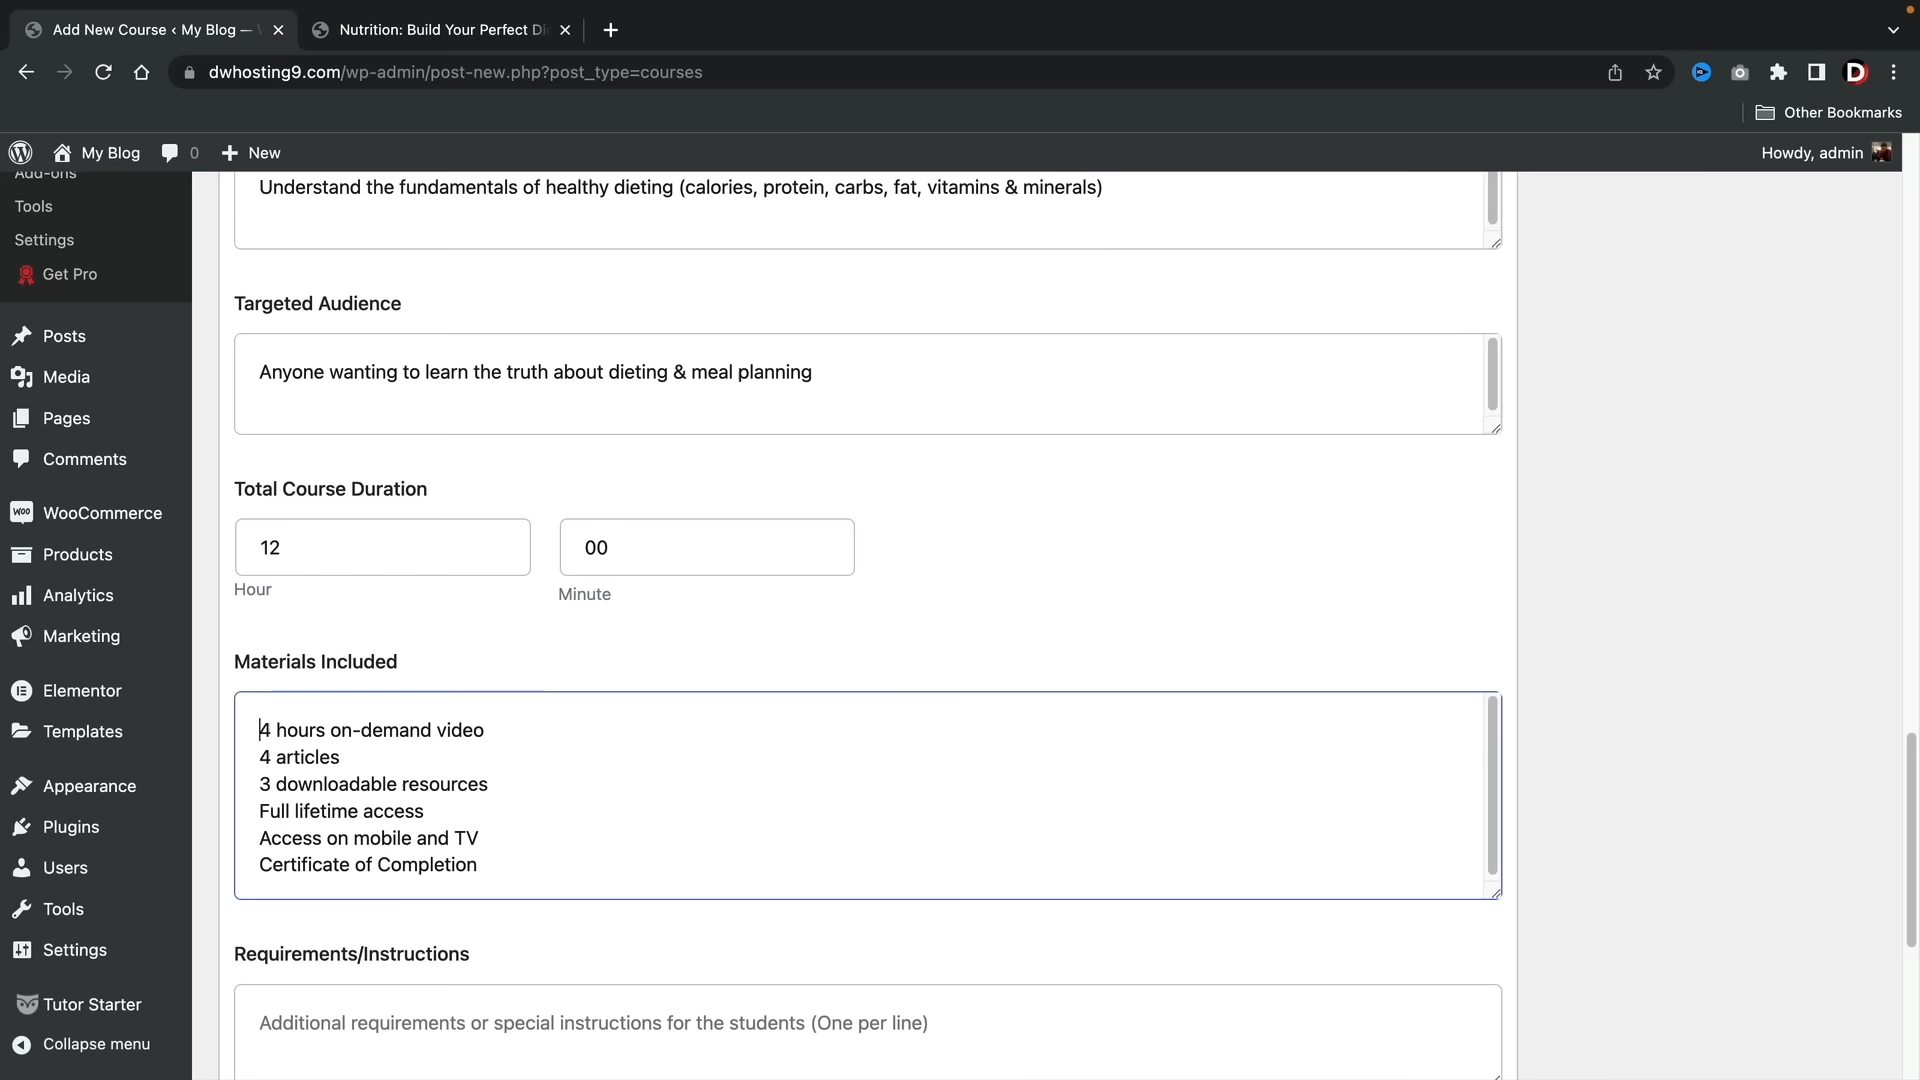 Add New Course ‹ My Blog —
Nutrition: Build Your Perfect Di
dwhosting9.com/wp-admin/post-new.php?post_type=courses
Other Bookmarks
My Blog
0
New
Howdy, admin
Add-ons
Tools
Settings
Get Pro
Posts
Media
Pages
Comments
WooCommerce
Products
Analytics
Marketing
Elementor
Templates
Appearance
Plugins
Users
Tools
Settings
Tutor Starter
Collapse menu
Understand the fundamentals of healthy dieting (calories, protein, carbs, fat, vitamins & minerals)
Targeted Audience
Anyone wanting to learn the truth about dieting & meal planning
Total Course Duration
12
00
Hour
Minute
Materials Included
4 hours on-demand video
4 articles
3 downloadable resources
Full lifetime access
Access on mobile and TV
Certificate of Completion
Requirements/Instructions
Additional requirements or special instructions for the students (One per line)